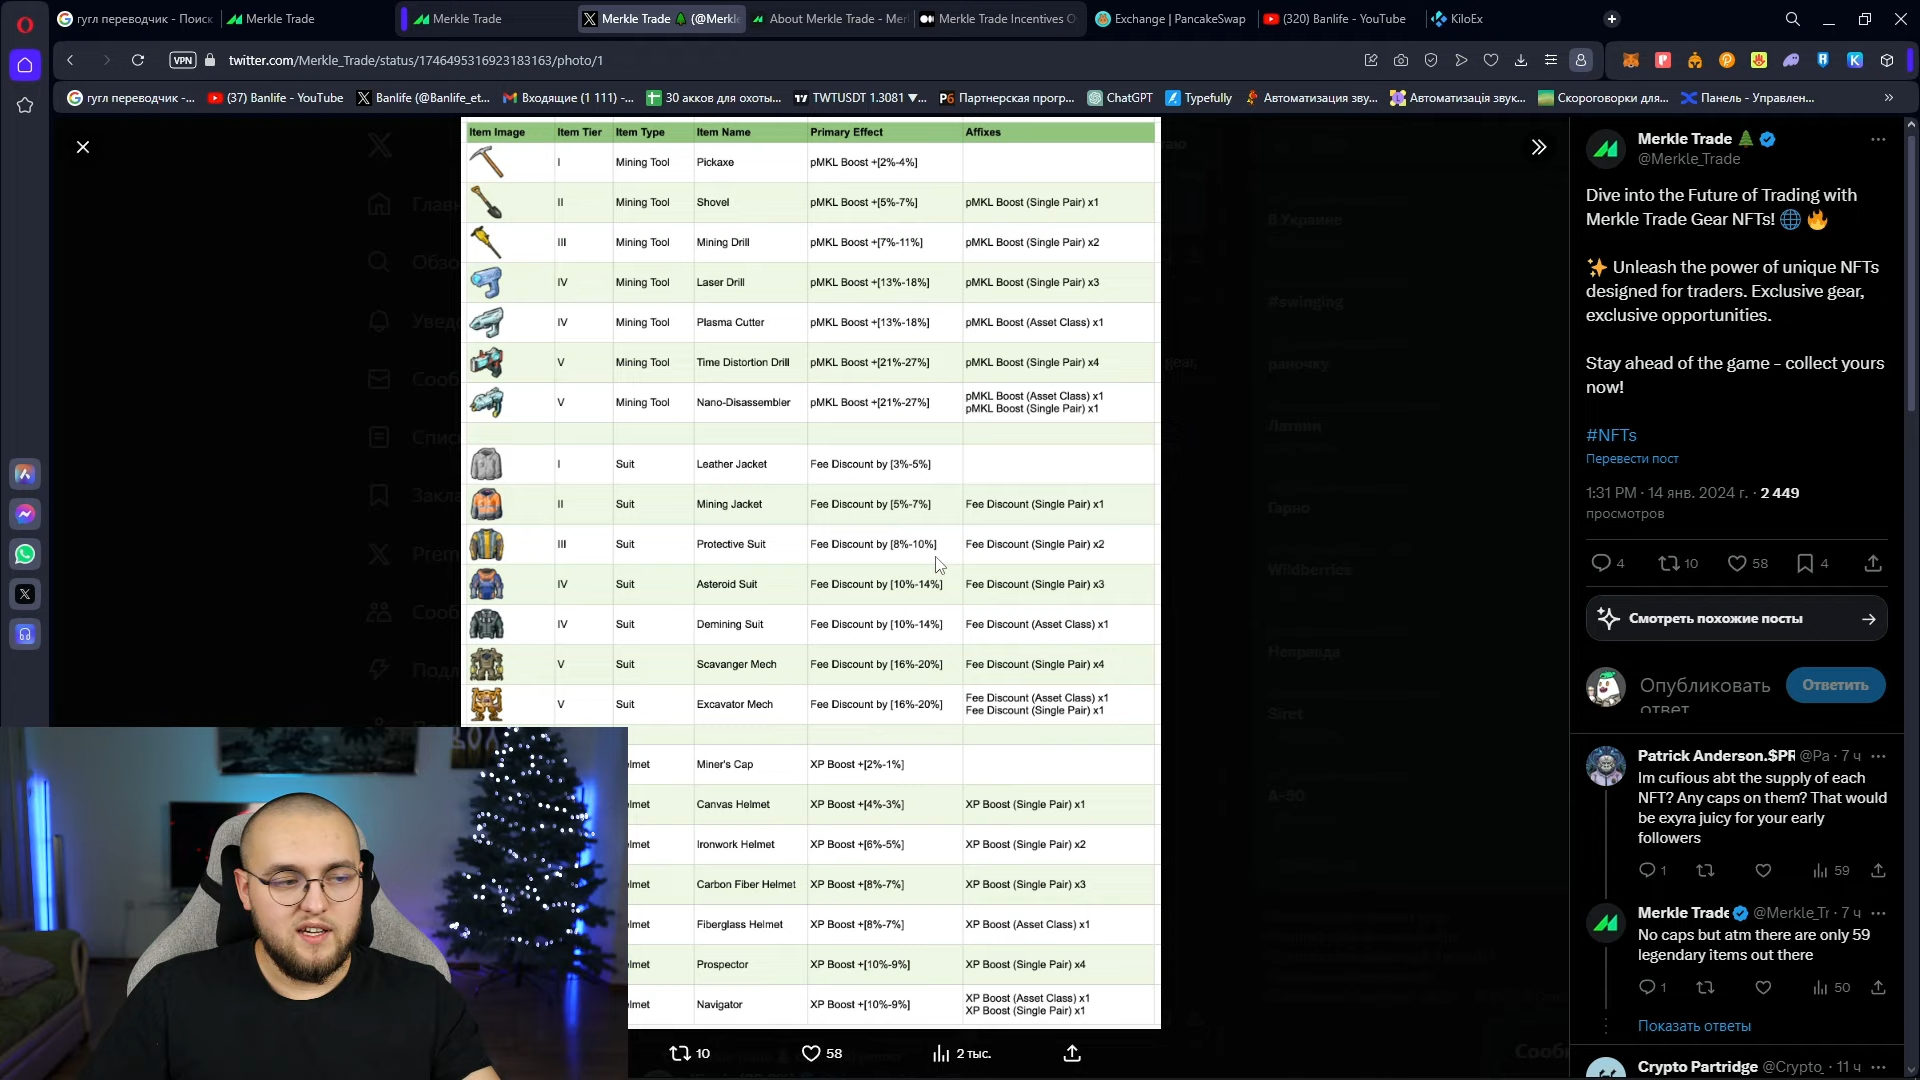 гугл переводчик - Поиск
Merkle Trade
Merkle Trade
Merkle Trade 🌲 (@Merkle
About Merkle Trade - Mer
Merkle Trade Incentives O
Exchange | PancakeSwap
(320) Banlife - YouTube
KiloEx
VPN
twitter.com/Merkle_Trade/status/1746495316923183163/photo/1
гугл переводчик -...
(37) Banlife - YouTube
Banlife (@Banlife_et...
Входящие (1 111) -...
30 акков для охоты...
TWTUSDT 1.3081 ▼...
Партнерская прогр...
ChatGPT
Typefully
Автоматизация зву...
Автоматизація звук...
Скороговорки для...
Панель - Управлен...
Item Image Item Tier Item Type Item Name Primary Effect Affixes
I Mining Tool Pickaxe pMKL Boost +[2%-4%]
II Mining Tool Shovel pMKL Boost +[5%-7%] pMKL Boost (Single Pair) x1
III Mining Tool Mining Drill pMKL Boost +[7%-11%] pMKL Boost (Single Pair) x2
IV Mining Tool Laser Drill pMKL Boost +[13%-18%] pMKL Boost (Single Pair) x3
IV Mining Tool Plasma Cutter pMKL Boost +[13%-18%] pMKL Boost (Asset Class) x1
V Mining Tool Time Distortion Drill pMKL Boost +[21%-27%] pMKL Boost (Single Pair) x4
V Mining Tool Nano-Disassembler pMKL Boost +[21%-27%] pMKL Boost (Asset Class) x1
pMKL Boost (Single Pair) x1
I Suit Leather Jacket Fee Discount by [3%-5%]
II Suit Mining Jacket Fee Discount by [5%-7%] Fee Discount (Single Pair) x1
III Suit Protective Suit Fee Discount by [8%-10%] Fee Discount (Single Pair) x2
IV Suit Asteroid Suit Fee Discount by [10%-14%] Fee Discount (Single Pair) x3
IV Suit Demining Suit Fee Discount by [10%-14%] Fee Discount (Asset Class) x1
V Suit Scavanger Mech Fee Discount by [16%-20%] Fee Discount (Single Pair) x4
V Suit Excavator Mech Fee Discount by [16%-20%] Fee Discount (Asset Class) x1
Fee Discount (Single Pair) x1
elmet Miner's Cap XP Boost +[2%-1%]
elmet Canvas Helmet XP Boost +[4%-3%] XP Boost (Single Pair) x1
elmet Ironwork Helmet XP Boost +[6%-5%] XP Boost (Single Pair) x2
elmet Carbon Fiber Helmet XP Boost +[8%-7%] XP Boost (Single Pair) x3
elmet Fiberglass Helmet XP Boost +[8%-7%] XP Boost (Asset Class) x1
elmet Prospector XP Boost +[10%-9%] XP Boost (Single Pair) x4
elmet Navigator XP Boost +[10%-9%] XP Boost (Asset Class) x1
XP Boost (Single Pair) x1
10 58 2 тыс.
В Украине
#swinging
раночку
Латвия
Гарно
Wildberries
Неправда
Siret
A-50
Merkle Trade 🌲
@Merkle_Trade
Dive into the Future of Trading with
Merkle Trade Gear NFTs! 🌐 🔥
✨ Unleash the power of unique NFTs
designed for traders. Exclusive gear,
exclusive opportunities.
Stay ahead of the game - collect yours
now!
#NFTs
Перевести пост
1:31 PM · 14 янв. 2024 г. · 2 449
просмотров
4 10 58 4
Смотреть похожие посты
Опубликовать
ответ
Ответить
Patrick Anderson.$PR @Pa · 7 ч
Im cufious abt the supply of each
NFT? Any caps on them? That would
be exyra juicy for your early
followers
1 59
Merkle Trade @Merkle_Tr · 7 ч
No caps but atm there are only 59
legendary items out there
1 50
Показать ответы
Crypto Partridge @Crypto_ · 11 ч